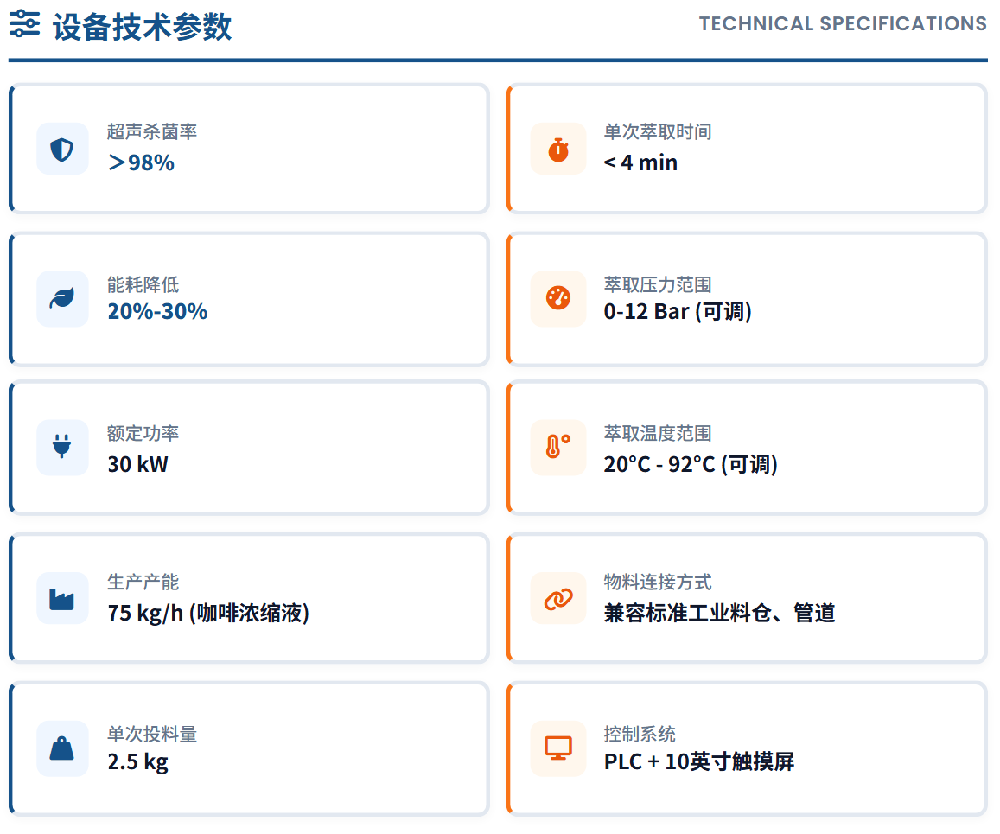 设备技术参数
TECHNICAL SPECIFICATIONS
超声杀菌率
＞98%
单次萃取时间
< 4 min
能耗降低
20%-30%
萃取压力范围
0-12 Bar (可调)
额定功率
30 kW
萃取温度范围
20°C - 92°C (可调)
生产产能
75 kg/h (咖啡浓缩液)
物料连接方式
兼容标准工业料仓、管道
单次投料量
2.5 kg
控制系统
PLC + 10英寸触摸屏